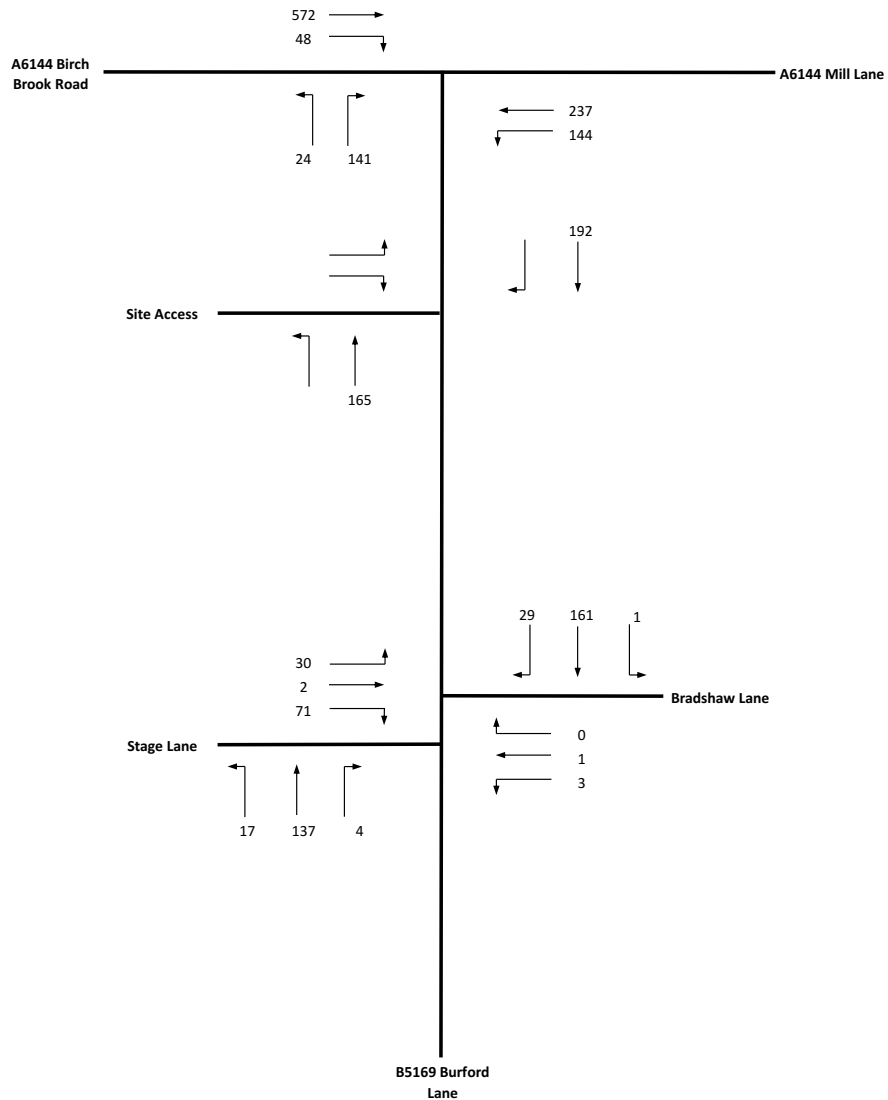 572
48
A6144 Birch
Brook Road
A6144 Mill Lane
237
144
24 141
192
Site Access
165
29 161 1
30
2
71
Bradshaw Lane
0
1
3
Stage Lane
17 137 4
B5169 Burford
Lane